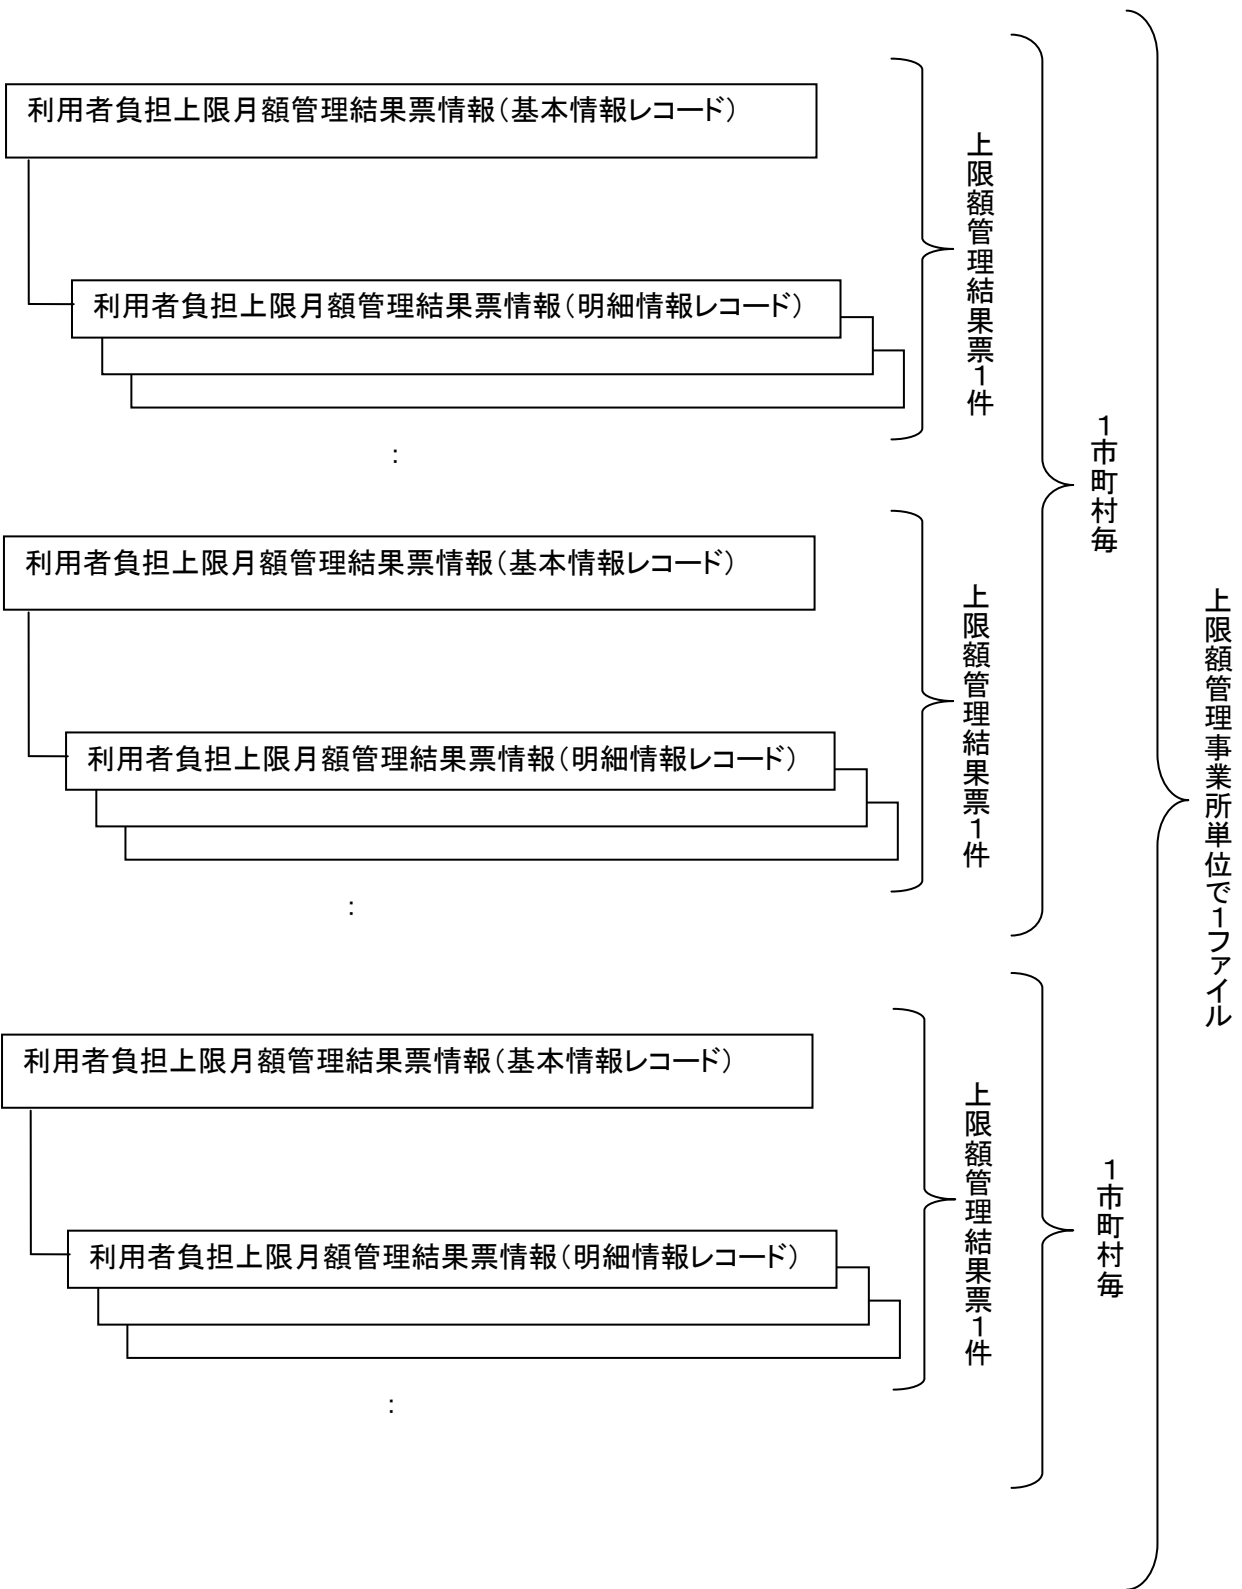 利用者負担上限月額管理結果票情報（基本情報レコード）
利用者負担上限月額管理結果票情報（明細情報レコード）
：
上限額管理結果票１件
利用者負担上限月額管理結果票情報（基本情報レコード）
利用者負担上限月額管理結果票情報（明細情報レコード）
：
上限額管理結果票１件
１市町村毎
利用者負担上限月額管理結果票情報（基本情報レコード）
利用者負担上限月額管理結果票情報（明細情報レコード）
：
上限額管理結果票１件
１市町村毎
上限額管理事業所単位で１ファイル